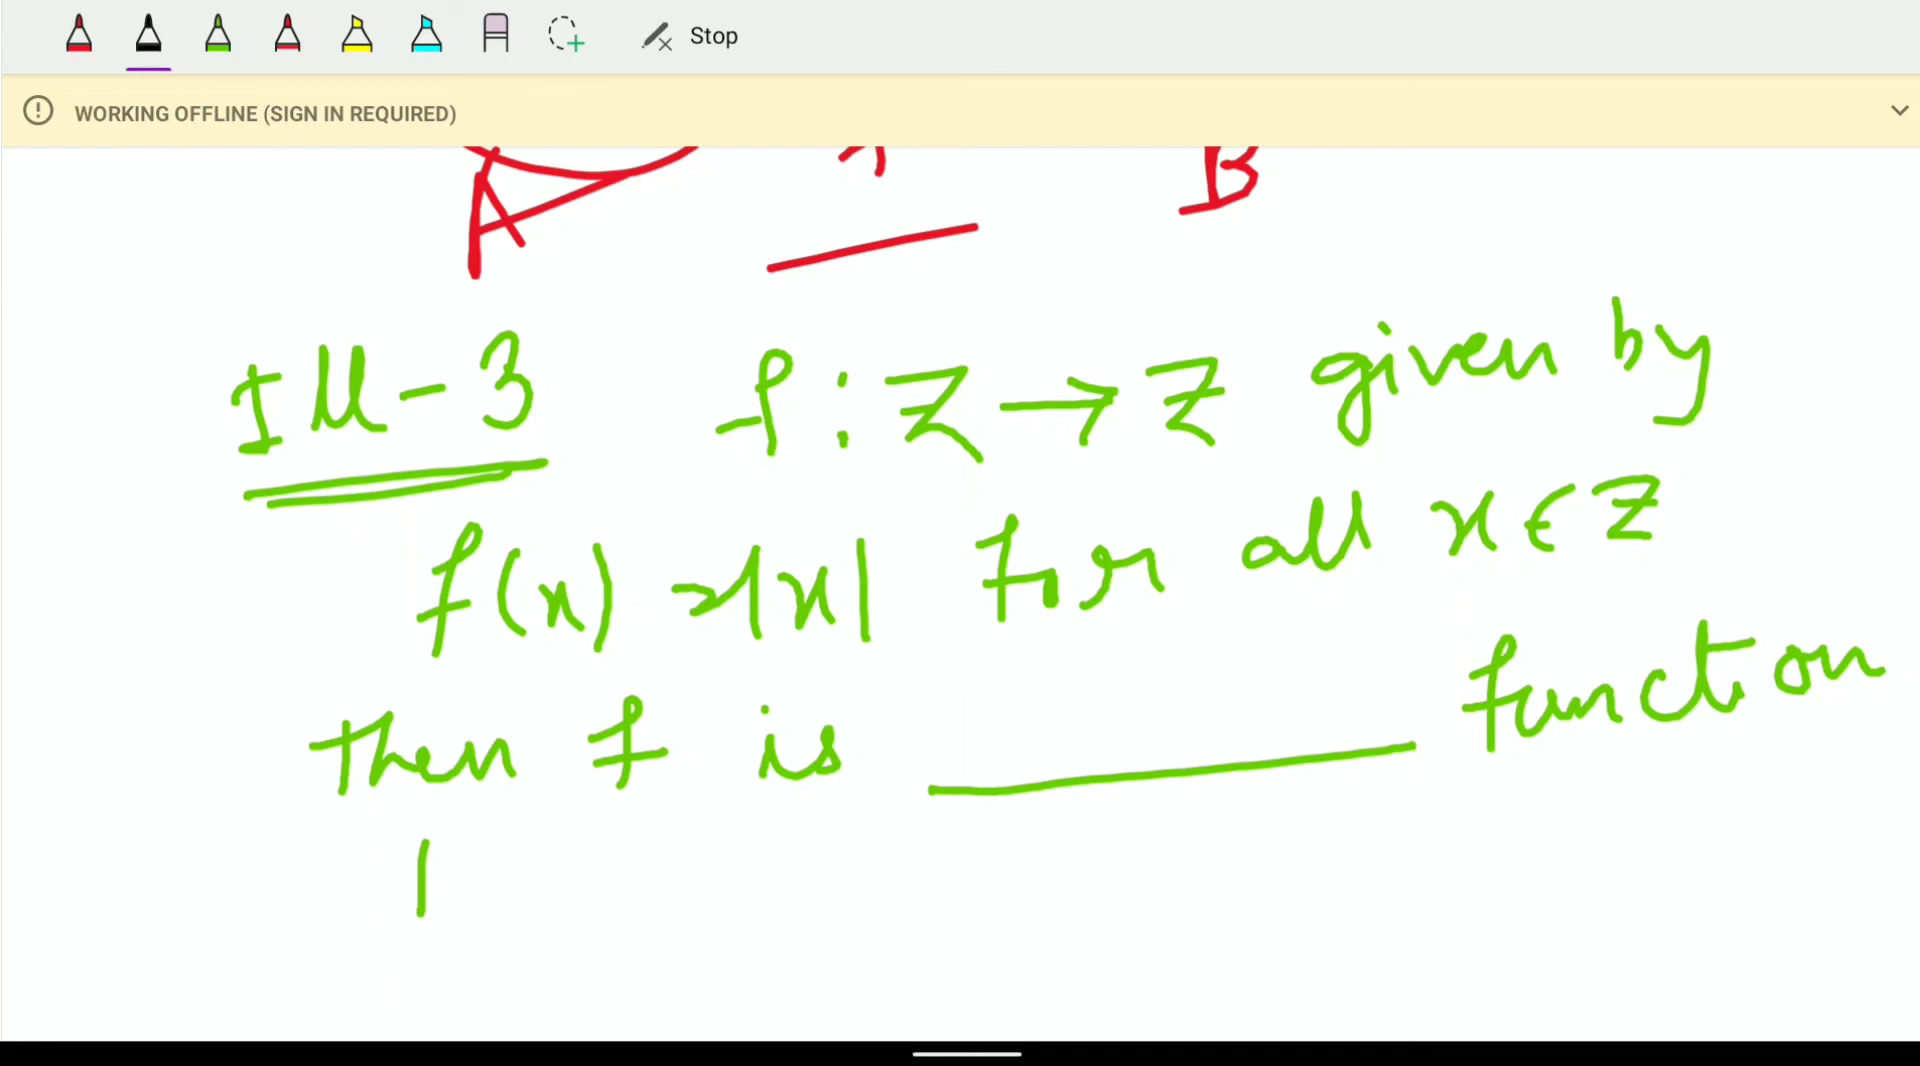 Stop
WORKING OFFLINE (SIGN IN REQUIRED)
A B
Ill-3 f: Z → Z given by
f(x) = |x| for all x ∈ Z
then f is ________ function